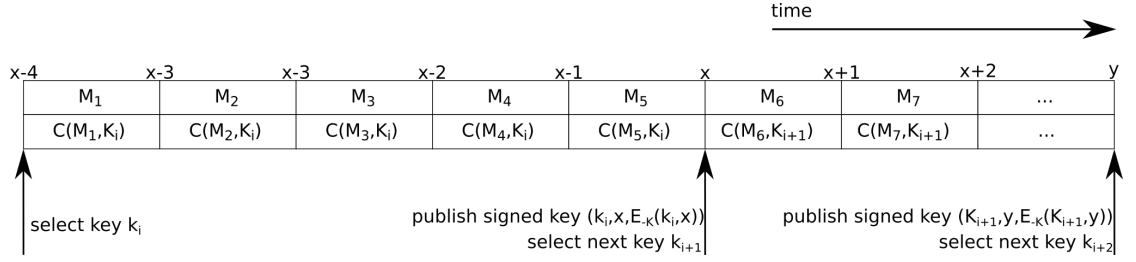 time
x-4 x-3 x-3 x-2 x-1 x x+1 x+2 y
M₁ M₂ M₃ M₄ M₅ M₆ M₇ ...
C(M₁,Kᵢ) C(M₂,Kᵢ) C(M₃,Kᵢ) C(M₄,Kᵢ) C(M₅,Kᵢ) C(M₆,Kᵢ₊₁) C(M₇,Kᵢ₊₁) ...
select key kᵢ
publish signed key (kᵢ,x,E₋K(kᵢ,x))
select next key kᵢ₊₁
publish signed key (Kᵢ₊₁,y,E₋K(Kᵢ₊₁,y))
select next key kᵢ₊₂